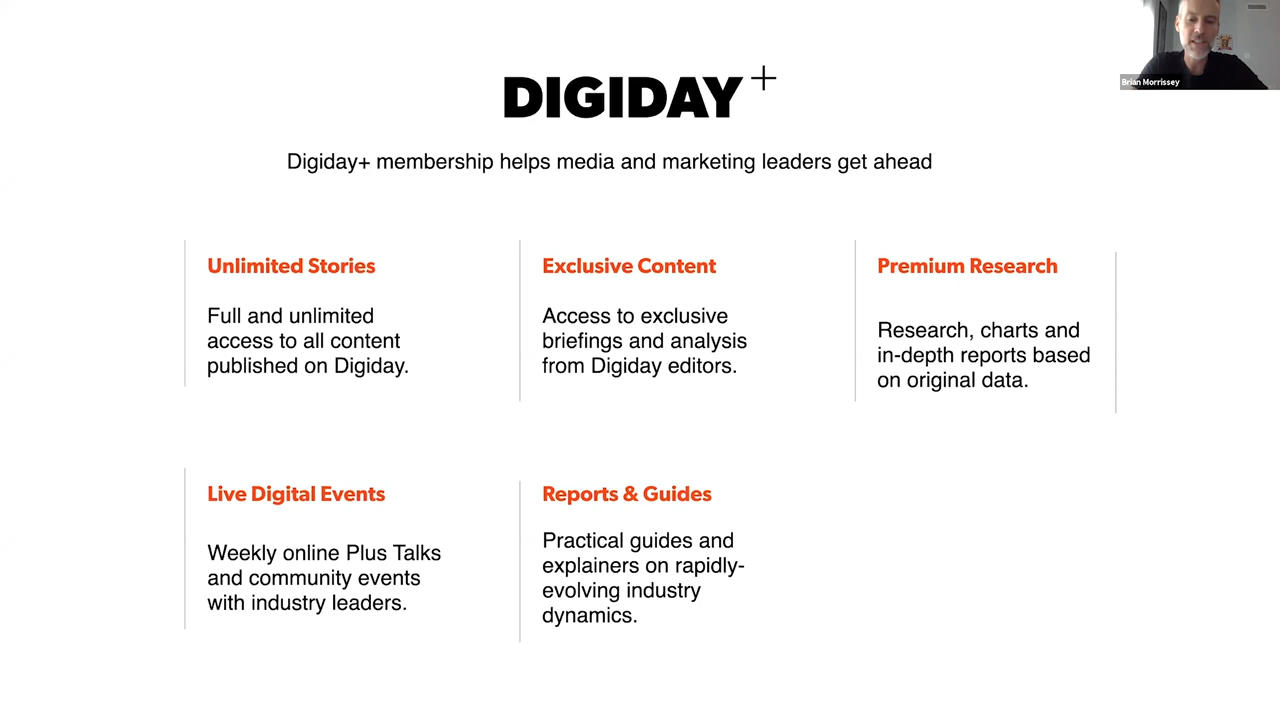 DIGIDAY+
Brian Morrissey
Digiday+ membership helps media and marketing leaders get ahead
Unlimited Stories
Full and unlimited
access to all content
published on Digiday.
Exclusive Content
Access to exclusive
briefings and analysis
from Digiday editors.
Premium Research
Research, charts and
in-depth reports based
on original data.
Live Digital Events
Weekly online Plus Talks
and community events
with industry leaders.
Reports & Guides
Practical guides and
explainers on rapidly-
evolving industry
dynamics.